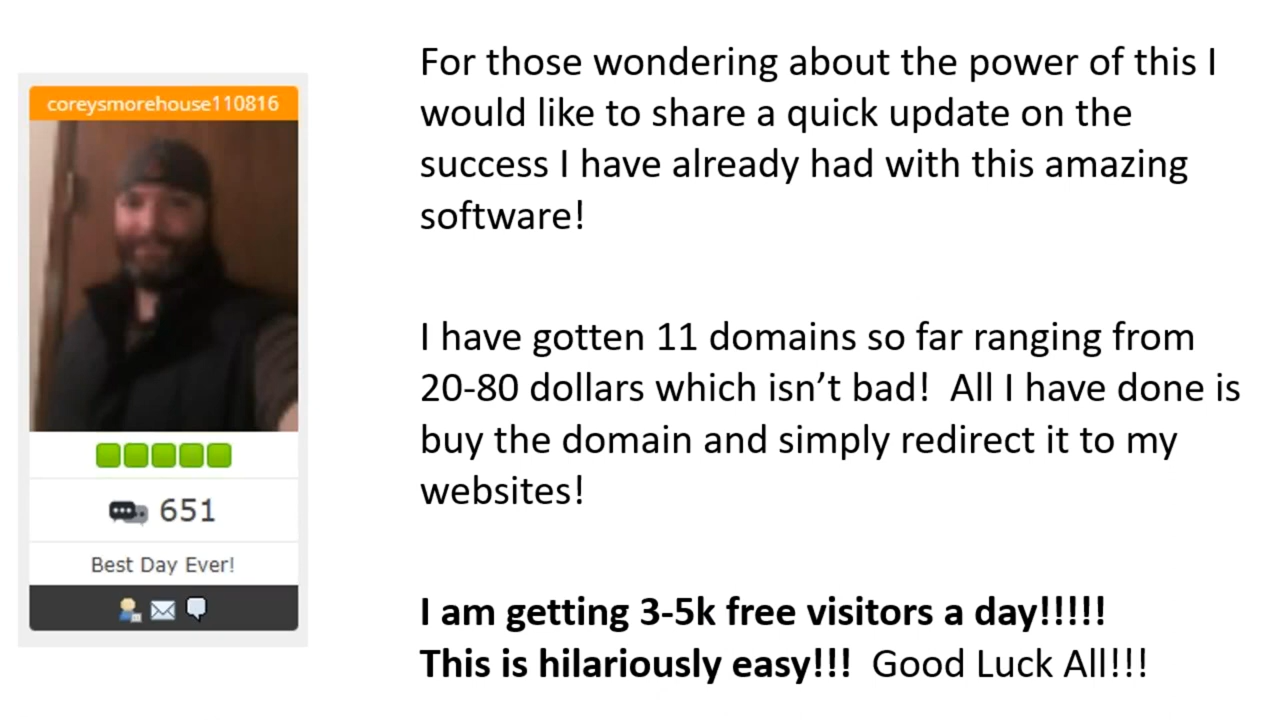 coreysmorehouse110816
651
Best Day Ever!
For those wondering about the power of this I
would like to share a quick update on the
success I have already had with this amazing
software!
I have gotten 11 domains so far ranging from
20-80 dollars which isn’t bad!  All I have done is
buy the domain and simply redirect it to my
websites!
I am getting 3-5k free visitors a day!!!!!
This is hilariously easy!!!  Good Luck All!!!